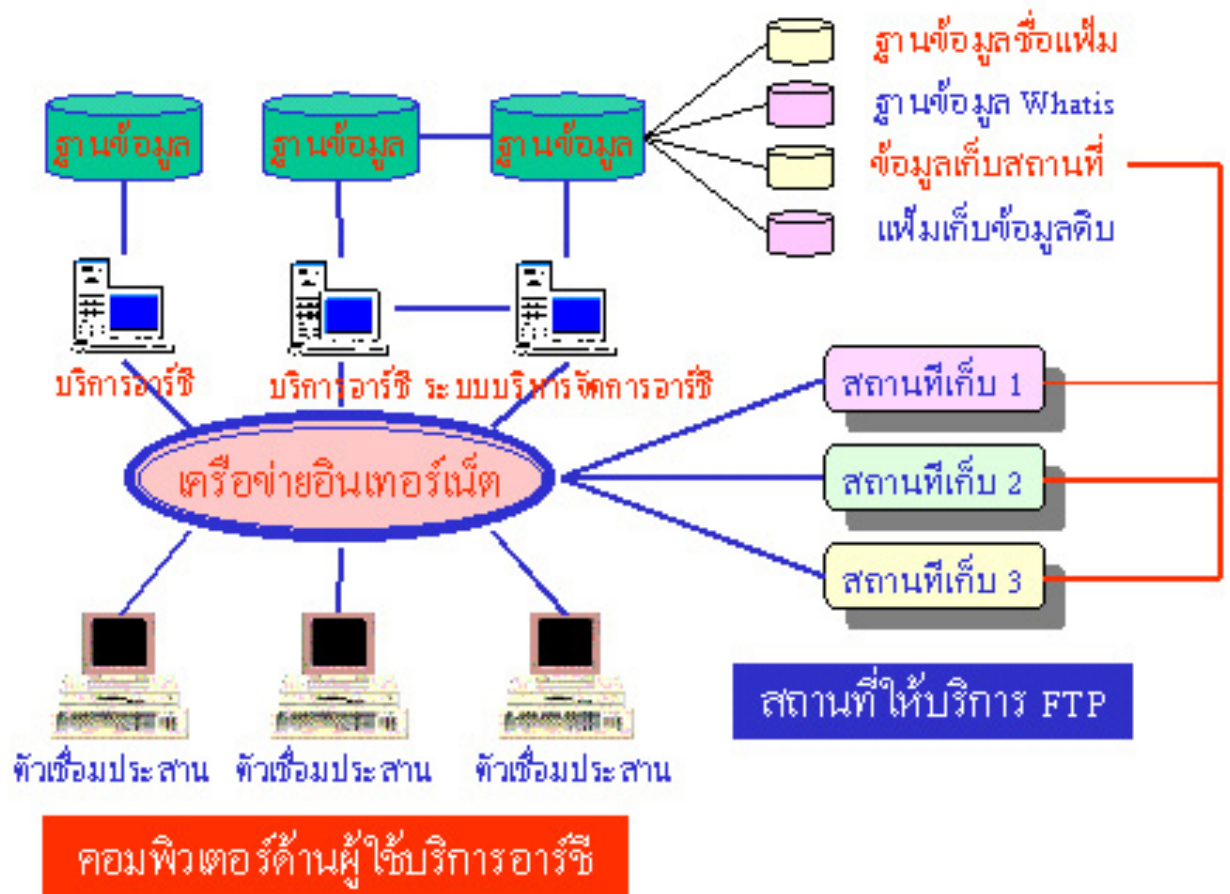 ฐานข้อมูลชื่อแฟ้ม
ฐานข้อมูล Whatis
ข้อมูลเก็บสถานที่
แฟ้มเก็บข้อมูลดิบ
ฐานข้อมูล
ฐานข้อมูล
ฐานข้อมูล
บริการอาร์ซี
บริการอาร์ซี
ระบบบริหารจัดการอาร์ซี
เครือข่ายอินเทอร์เน็ต
สถานที่เก็บ 1
สถานที่เก็บ 2
สถานที่เก็บ 3
สถานที่ให้บริการ FTP
ตัวเชื่อมประสาน
ตัวเชื่อมประสาน
ตัวเชื่อมประสาน
คอมพิวเตอร์ด้านผู้ใช้บริการอาร์ซี